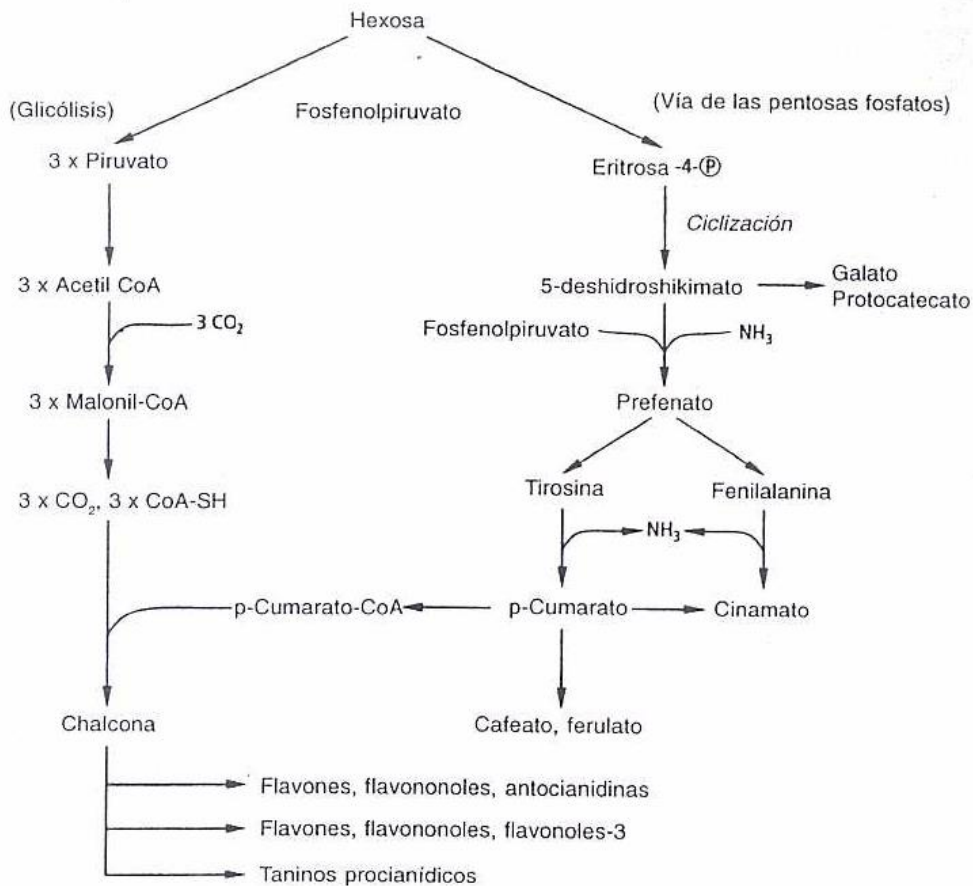 Hexosa
(Glicólisis)
Fosfenolpiruvato
(Vía de las pentosas fosfatos)
3 x Piruvato
Eritrosa -4-Ⓟ
Ciclización
3 x Acetil CoA
5-deshidroshikimato
Galato
Protocatecato
3 CO₂
Fosfenolpiruvato
NH₃
3 x Malonil-CoA
Prefenato
3 x CO₂, 3 x CoA-SH
Tirosina
Fenilalanina
NH₃
p-Cumarato-CoA
p-Cumarato
Cinamato
Chalcona
Cafeato, ferulato
Flavones, flavononoles, antocianidinas
Flavones, flavononoles, flavonoles-3
Taninos procianídicos